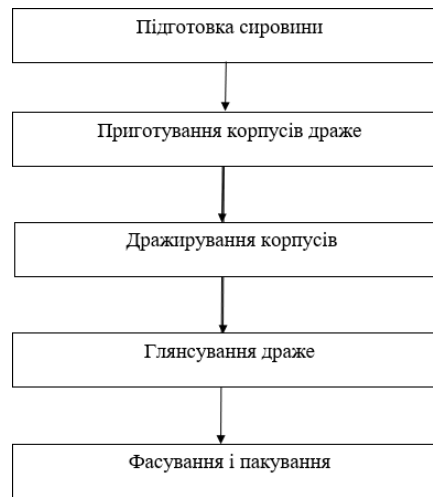 Підготовка сировини
Приготування корпусів драже
Дражирування корпусів
Глянсування драже
Фасування і пакування